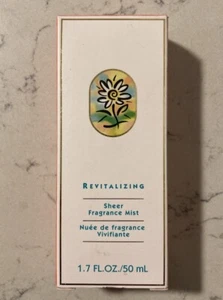 REVITALIZING
Sheer
Fragrance Mist
Nuée de fragrance
Vivifiante
1.7 FL.OZ./50 mL